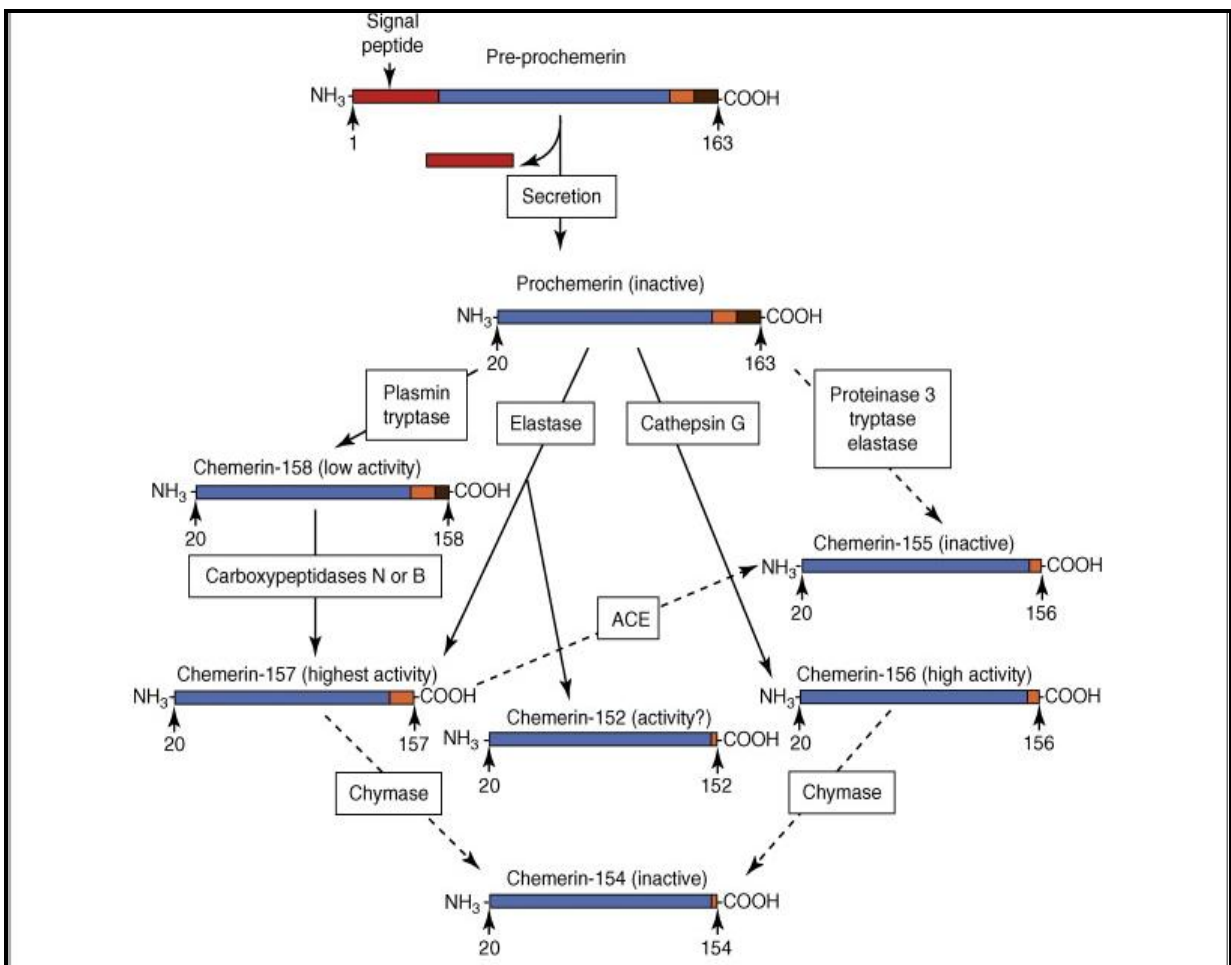 Signal
peptide
Pre-prochemerin
NH3
COOH
1
163
Secretion
Prochemerin (inactive)
NH3
COOH
20
163
Plasmin
tryptase
Elastase
Cathepsin G
Proteinase 3
tryptase
elastase
Chemerin-158 (low activity)
NH3
COOH
20
158
Chemerin-155 (inactive)
NH3
COOH
20
156
Carboxypeptidases N or B
ACE
Chemerin-157 (highest activity)
NH3
COOH
20
157
Chemerin-152 (activity?)
NH3
COOH
20
152
Chemerin-156 (high activity)
NH3
COOH
20
156
Chymase
Chymase
Chemerin-154 (inactive)
NH3
COOH
20
154